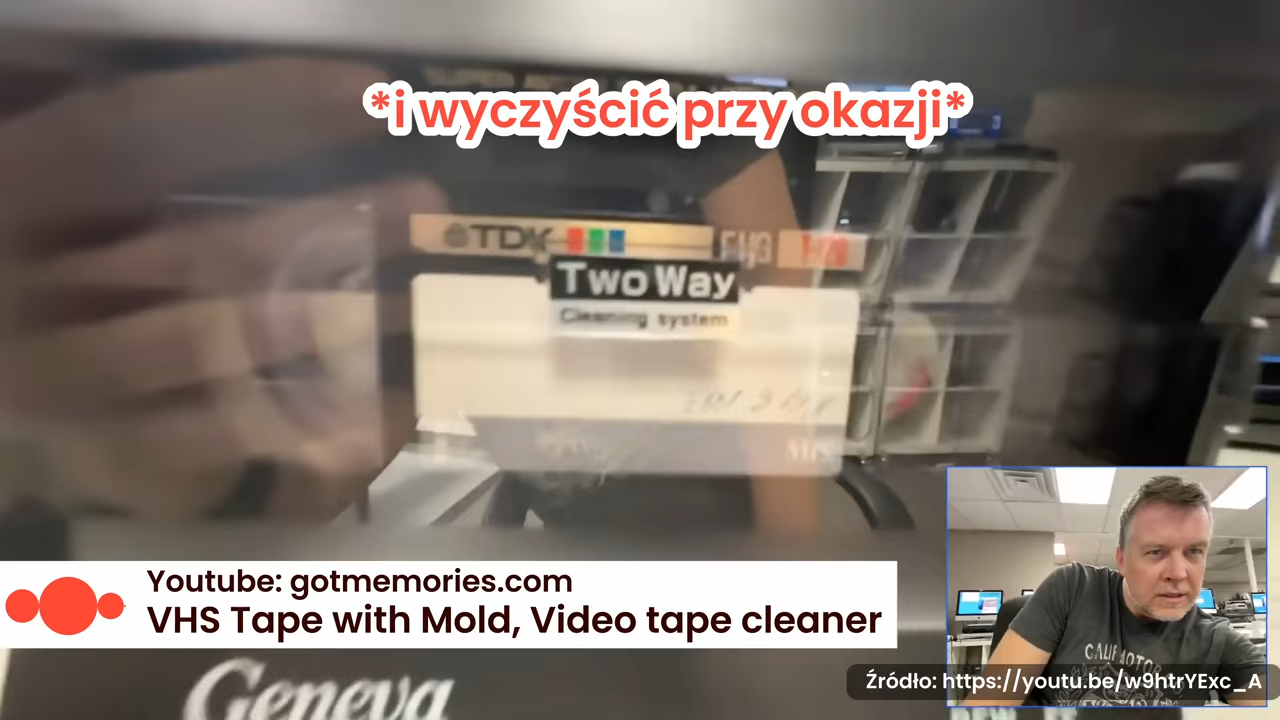 *i wyczyścić przy okazji*
TDK
Two Way
Cleaning system
Youtube: gotmemories.com
VHS Tape with Mold, Video tape cleaner
Geneva
Źródło: https://youtu.be/w9htrYExc_A